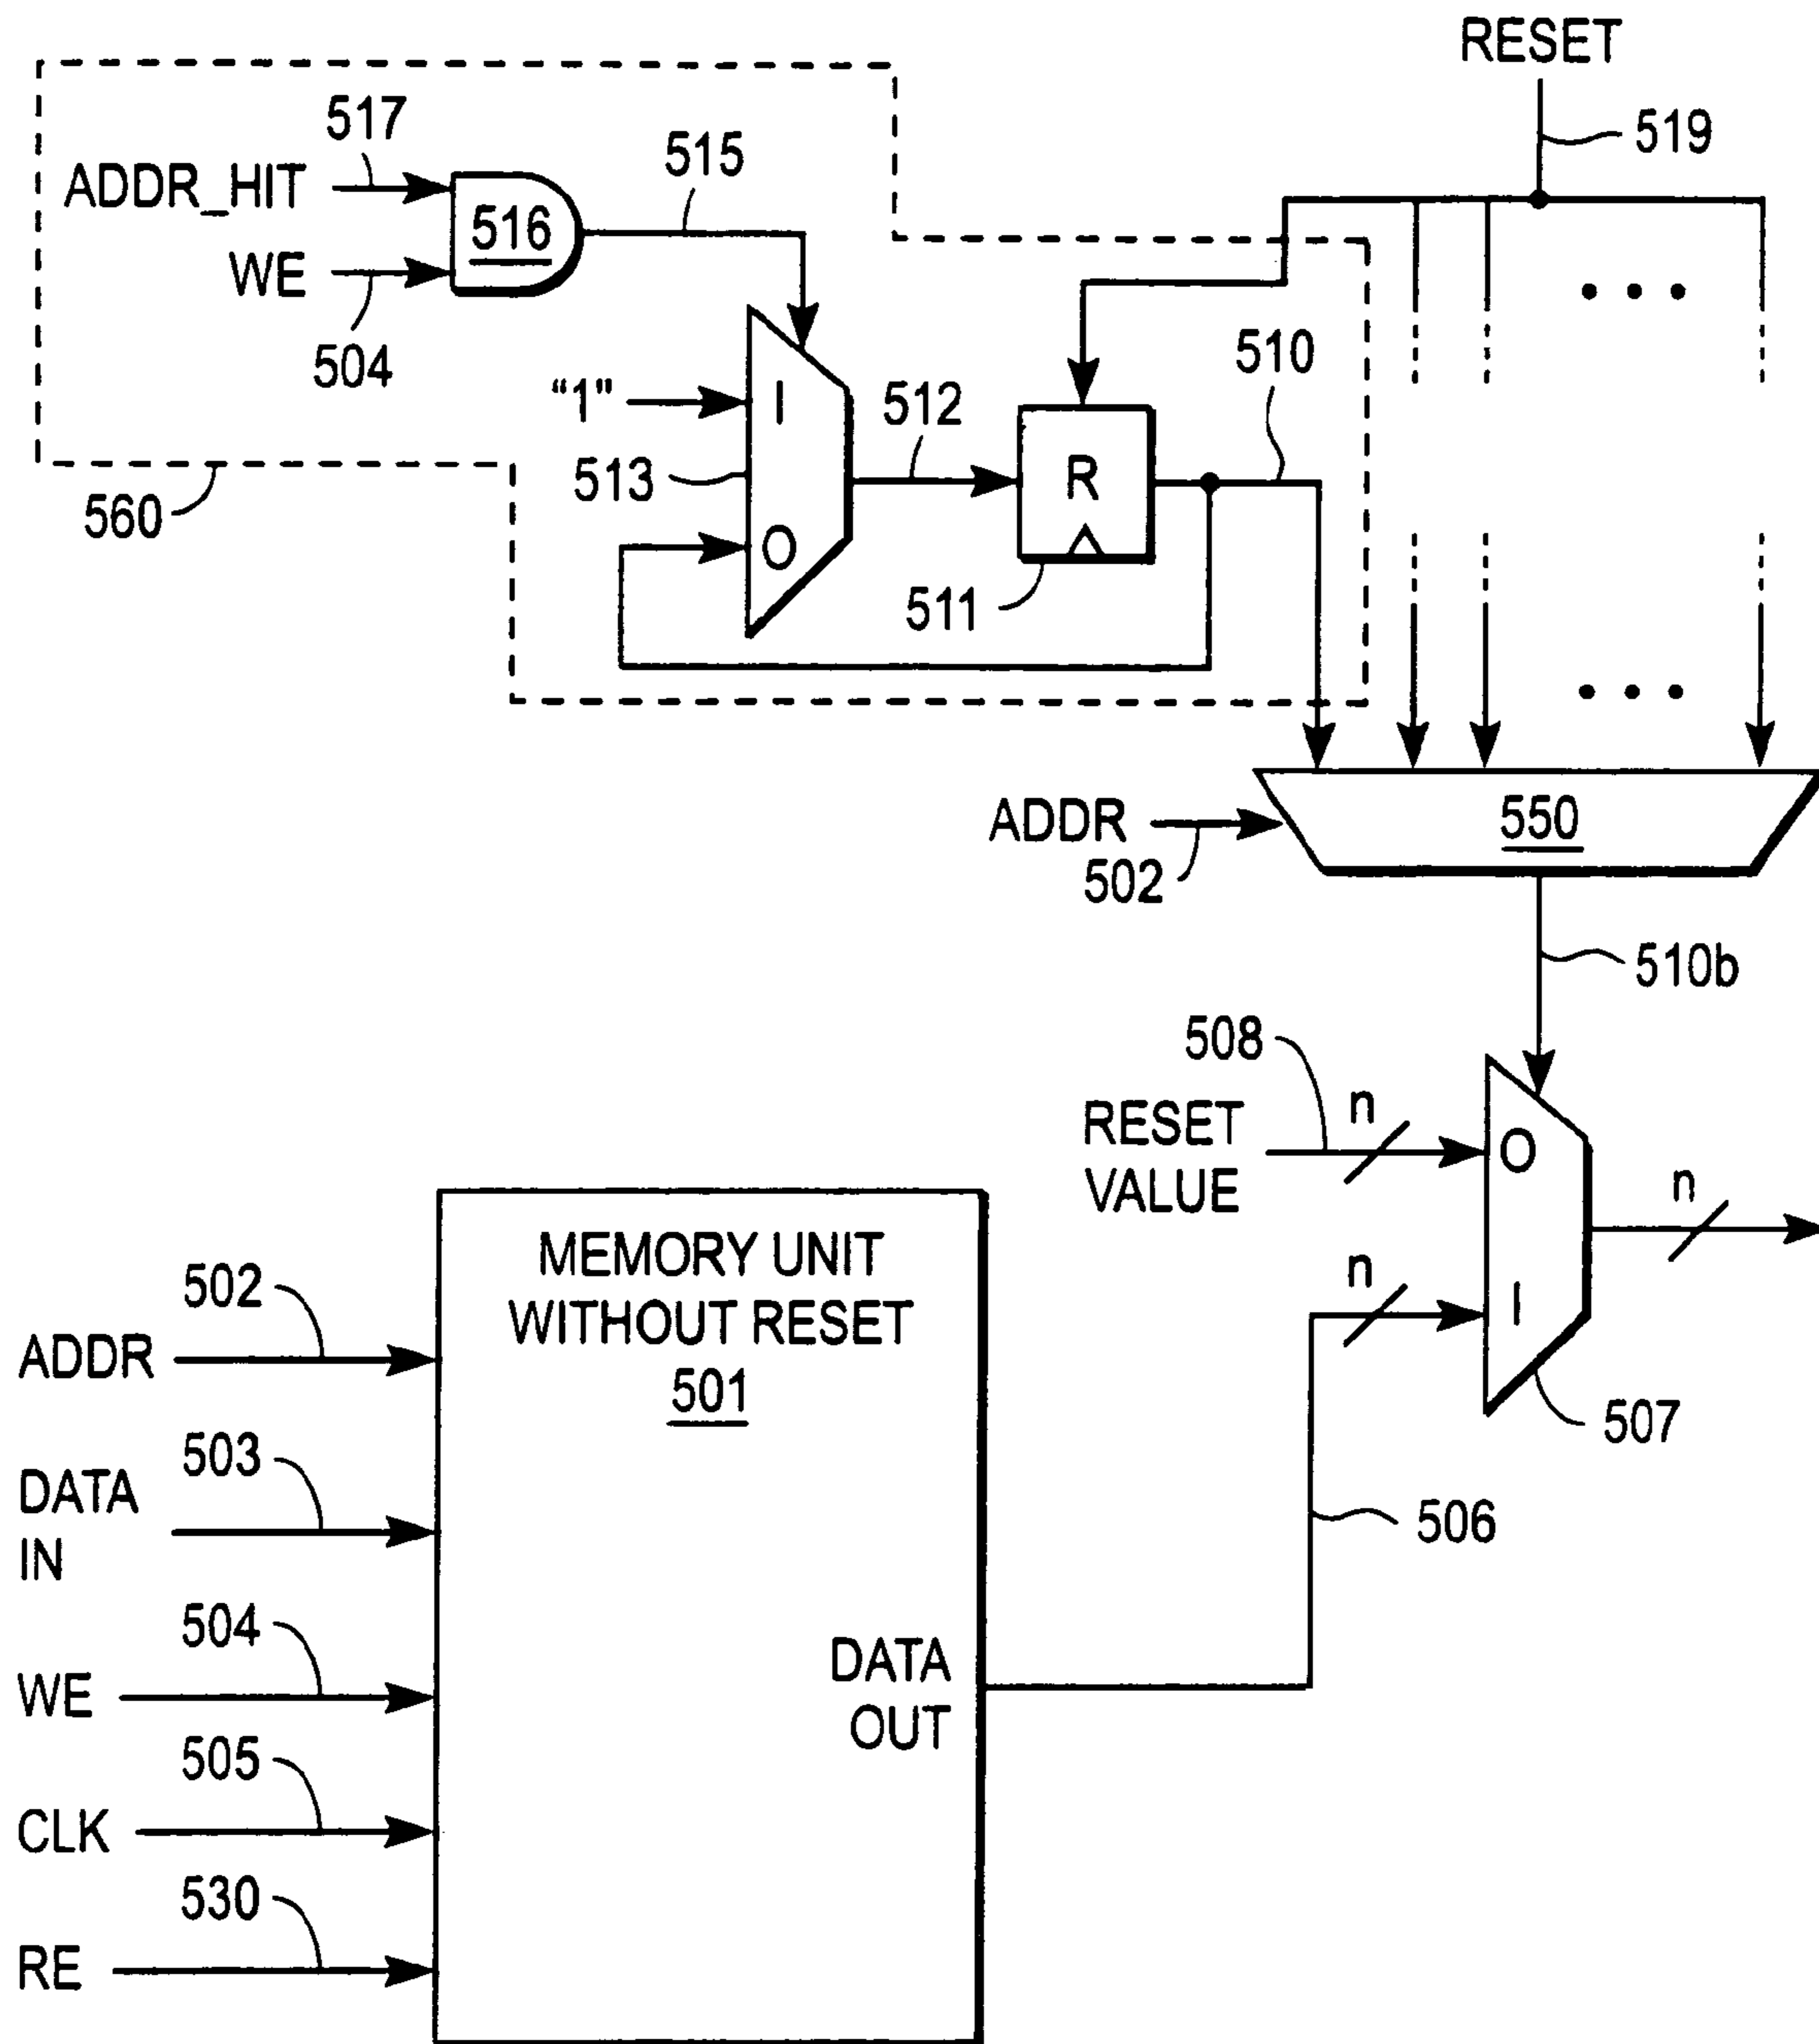 RESET
519
517
ADDR_HIT
515
516
WE
504
510
"1"
I
512
513
R
560
O
511
• • •
• • •
ADDR
502
550
510b
508
n
RESET
VALUE
O
n
n
I
507
506
MEMORY UNIT
WITHOUT RESET
501
502
ADDR
503
DATA
IN
504
WE
DATA
OUT
505
CLK
530
RE